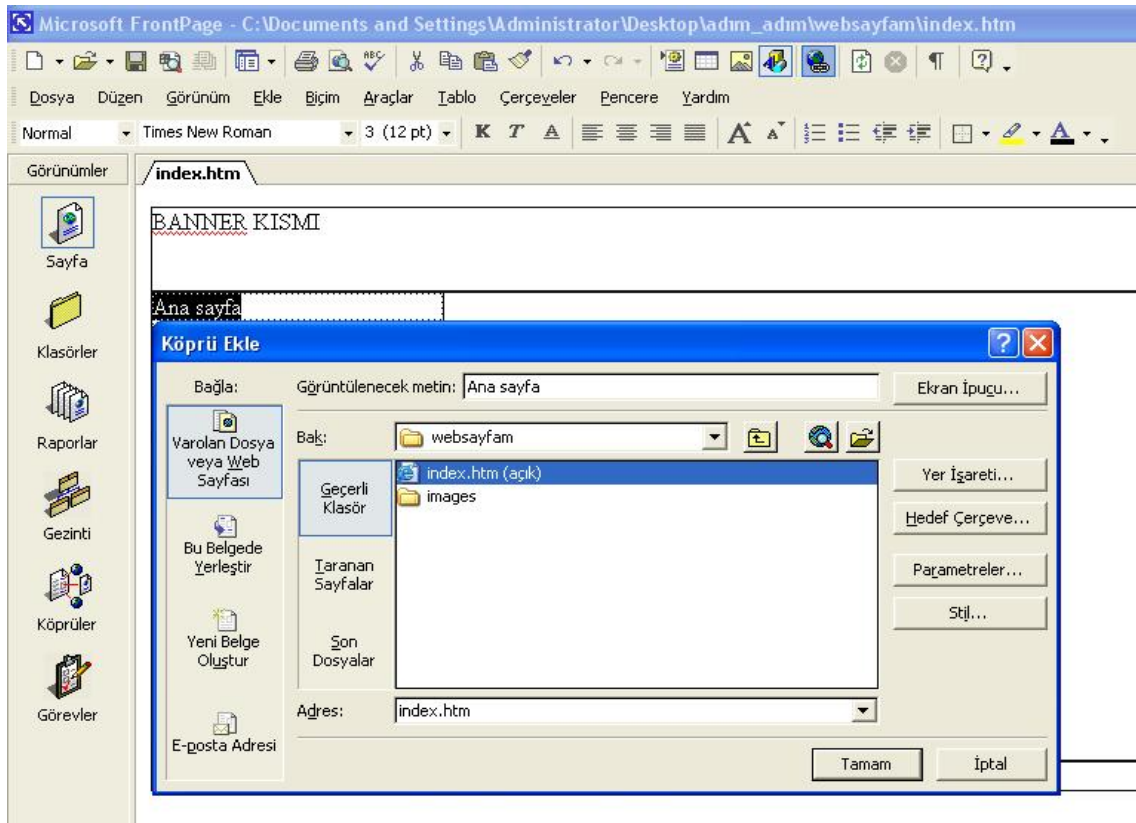 Microsoft FrontPage - C:\Documents and Settings\Administrator\Desktop\adım_adım\websayfam\index.htm
Dosya Düzen Görünüm Ekle Biçim Araçlar Tablo Çerçeveler Pencere Yardım
Normal Times New Roman 3 (12 pt) K T A A A A
Görünümler
index.htm
Sayfa
Klasörler
Raporlar
Gezinti
Köprüler
Görevler
BANNER KISMI
Ana sayfa
Köprü Ekle
Bağla:
Görüntülenecek metin: Ana sayfa
Ekran İpucu...
Varolan Dosya
veya Web
Sayfası
Bu Belgede
Yerleştir
Yeni Belge
Oluştur
E-posta Adresi
Bak: websayfam
Geçerli
Klasör
Taranan
Sayfalar
Son
Dosyalar
index.htm (açık)
images
Yer İşareti...
Hedef Çerçeve...
Parametreler...
Stil...
Adres: index.htm
Tamam
İptal